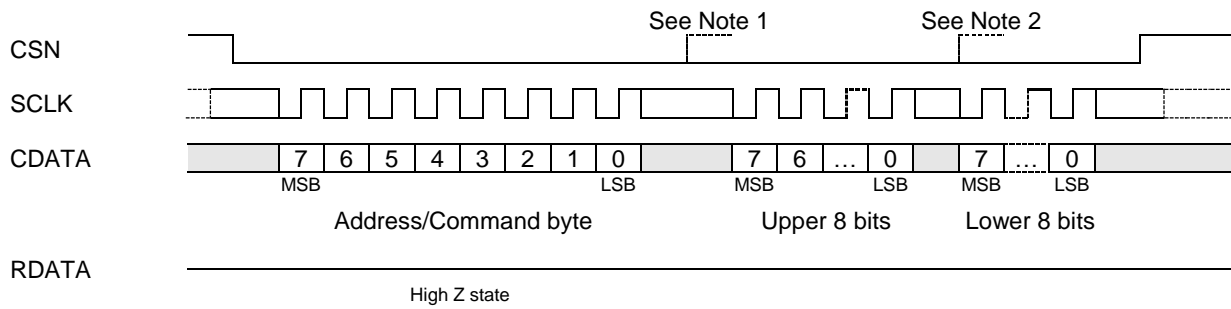 See Note 1 See Note 2
CSN
SCLK
CDATA 7 6 5 4 3 2 1 0 7 6 … 0 7 … 0
MSB LSB MSB LSB MSB LSB
Address/Command byte Upper 8 bits Lower 8 bits
RDATA
High Z state